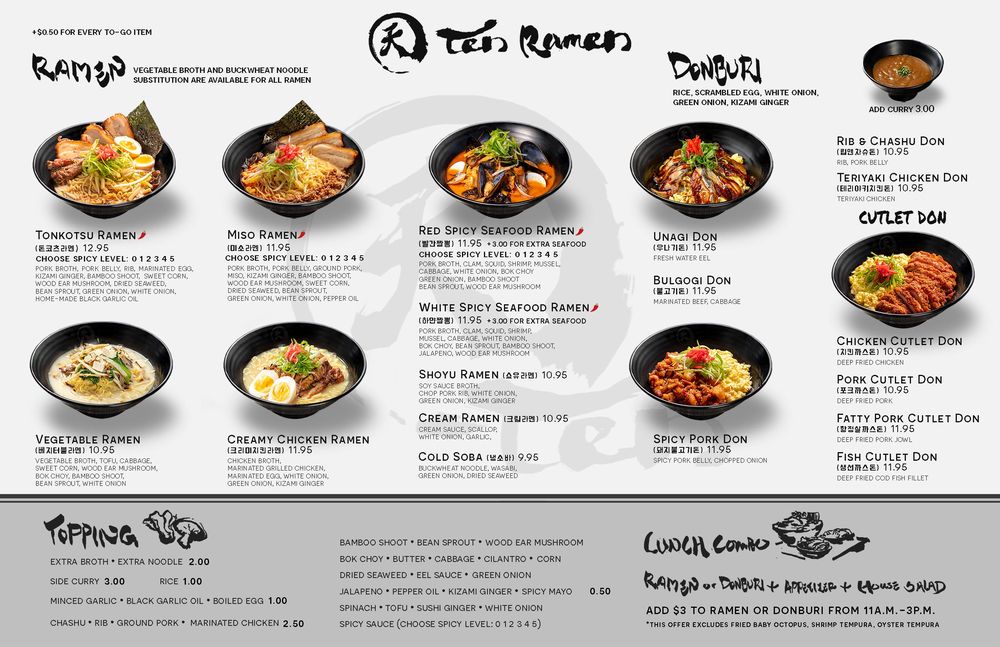 +$0.50 FOR EVERY TO-GO ITEM
天 Ten Ramen
RAMEN
VEGETABLE BROTH AND BUCKWHEAT NOODLE
SUBSTITUTION ARE AVAILABLE FOR ALL RAMEN
TONKOTSU RAMEN
(돈코츠라멘) 12.95
CHOOSE SPICY LEVEL: 0 1 2 3 4 5
PORK BROTH, PORK BELLY, RIB, MARINATED EGG,
KIZAMI GINGER, BAMBOO SHOOT, SWEET CORN,
WOOD EAR MUSHROOM, DRIED SEAWEED,
BEAN SPROUT, GREEN ONION, WHITE ONION,
HOME-MADE BLACK GARLIC OIL
MISO RAMEN
(미소라멘) 11.95
CHOOSE SPICY LEVEL: 0 1 2 3 4 5
PORK BROTH, PORK BELLY, GROUND PORK,
MISO, KIZAMI GINGER, BAMBOO SHOOT,
WOOD EAR MUSHROOM, SWEET CORN,
DRIED SEAWEED, BEAN SPROUT,
GREEN ONION, WHITE ONION, PEPPER OIL
VEGETABLE RAMEN
(베지터블라멘) 10.95
VEGETABLE BROTH, TOFU, CABBAGE,
SWEET CORN, WOOD EAR MUSHROOM,
BOK CHOY, BAMBOO SHOOT,
BEAN SPROUT, WHITE ONION
CREAMY CHICKEN RAMEN
(크리미치킨라멘) 11.95
CHICKEN BROTH,
MARINATED GRILLED CHICKEN,
MARINATED EGG, WHITE ONION,
GREEN ONION, KIZAMI GINGER
RED SPICY SEAFOOD RAMEN
(빨간짬뽕) 11.95 +3.00 FOR EXTRA SEAFOOD
CHOOSE SPICY LEVEL: 0 1 2 3 4 5
PORK BROTH, CLAM, SQUID, SHRIMP, MUSSEL,
CABBAGE, WHITE ONION, BOK CHOY
GREEN ONION, BAMBOO SHOOT
BEAN SPROUT, WOOD EAR MUSHROOM
WHITE SPICY SEAFOOD RAMEN
(하얀짬뽕) 11.95 +3.00 FOR EXTRA SEAFOOD
PORK BROTH, CLAM, SQUID, SHRIMP,
MUSSEL, CABBAGE, WHITE ONION,
BOK CHOY, BEAN SPROUT, BAMBOO SHOOT,
JALAPENO, WOOD EAR MUSHROOM
SHOYU RAMEN (쇼유라멘) 10.95
SOY SAUCE BROTH,
CHOP PORK RIB, WHITE ONION,
GREEN ONION, KIZAMI GINGER
CREAM RAMEN (크림라멘) 10.95
CREAM SAUCE, SCALLOP,
WHITE ONION, GARLIC,
COLD SOBA (냉소바) 9.95
BUCKWHEAT NOODLE, WASABI,
GREEN ONION, DRIED SEAWEED
DONBURI
RICE, SCRAMBLED EGG, WHITE ONION,
GREEN ONION, KIZAMI GINGER
UNAGI DON
(우나기돈) 11.95
FRESH WATER EEL
BULGOGI DON
(불고기돈) 11.95
MARINATED BEEF, CABBAGE
SPICY PORK DON
(돼지불고기돈) 11.95
SPICY PORK BELLY, CHOPPED ONION
ADD CURRY 3.00
RIB & CHASHU DON
(립앤차슈돈) 10.95
RIB, PORK BELLY
TERIYAKI CHICKEN DON
(테리야키치킨돈) 10.95
TERIYAKI CHICKEN
CUTLET DON
CHICKEN CUTLET DON
(치킨까스돈) 10.95
DEEP FRIED CHICKEN
PORK CUTLET DON
(포크까스돈) 10.95
DEEP FRIED PORK
FATTY PORK CUTLET DON
(항정살까스돈) 11.95
DEEP FRIED PORK JOWL
FISH CUTLET DON
(생선까스돈) 11.95
DEEP FRIED COD FISH FILLET
TOPPING
EXTRA BROTH • EXTRA NOODLE 2.00
SIDE CURRY 3.00 RICE 1.00
MINCED GARLIC • BLACK GARLIC OIL • BOILED EGG 1.00
CHASHU • RIB • GROUND PORK • MARINATED CHICKEN 2.50
BAMBOO SHOOT • BEAN SPROUT • WOOD EAR MUSHROOM
BOK CHOY • BUTTER • CABBAGE • CILANTRO • CORN
DRIED SEAWEED • EEL SAUCE • GREEN ONION
JALAPENO • PEPPER OIL • KIZAMI GINGER • SPICY MAYO 0.50
SPINACH • TOFU • SUSHI GINGER • WHITE ONION
SPICY SAUCE (CHOOSE SPICY LEVEL: 0 1 2 3 4 5)
LUNCH COMBO
RAMEN or DONBURI + APPETIZER + HOUSE SALAD
ADD $3 TO RAMEN OR DONBURI FROM 11A.M.-3P.M.
*THIS OFFER EXCLUDES FRIED BABY OCTOPUS, SHRIMP TEMPURA, OYSTER TEMPURA